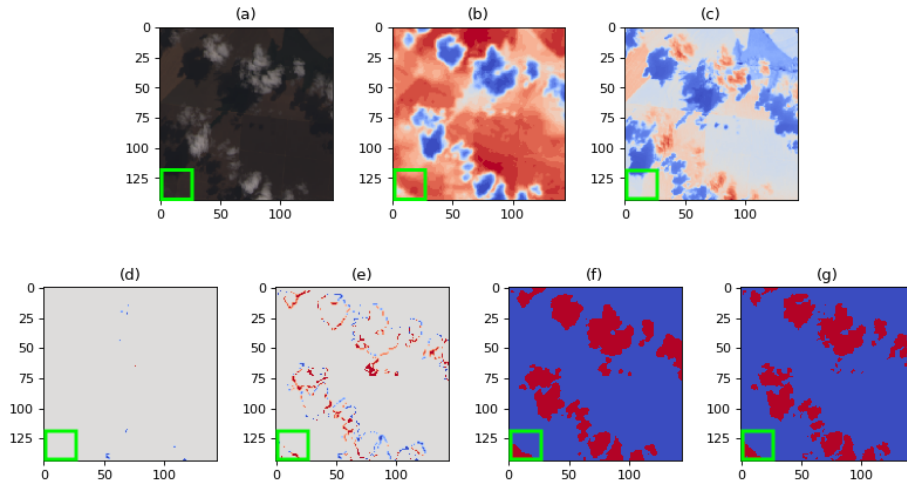 (a) (b) (c)
0 0 0
25 25 25
50 50 50
75 75 75
100 100 100
125 125 125
0 50 100 0 50 100 0 50 100
(d) (e) (f) (g)
0 0 0 0
25 25 25 25
50 50 50 50
75 75 75 75
100 100 100 100
125 125 125 125
0 50 100 0 50 100 0 50 100 0 50 100